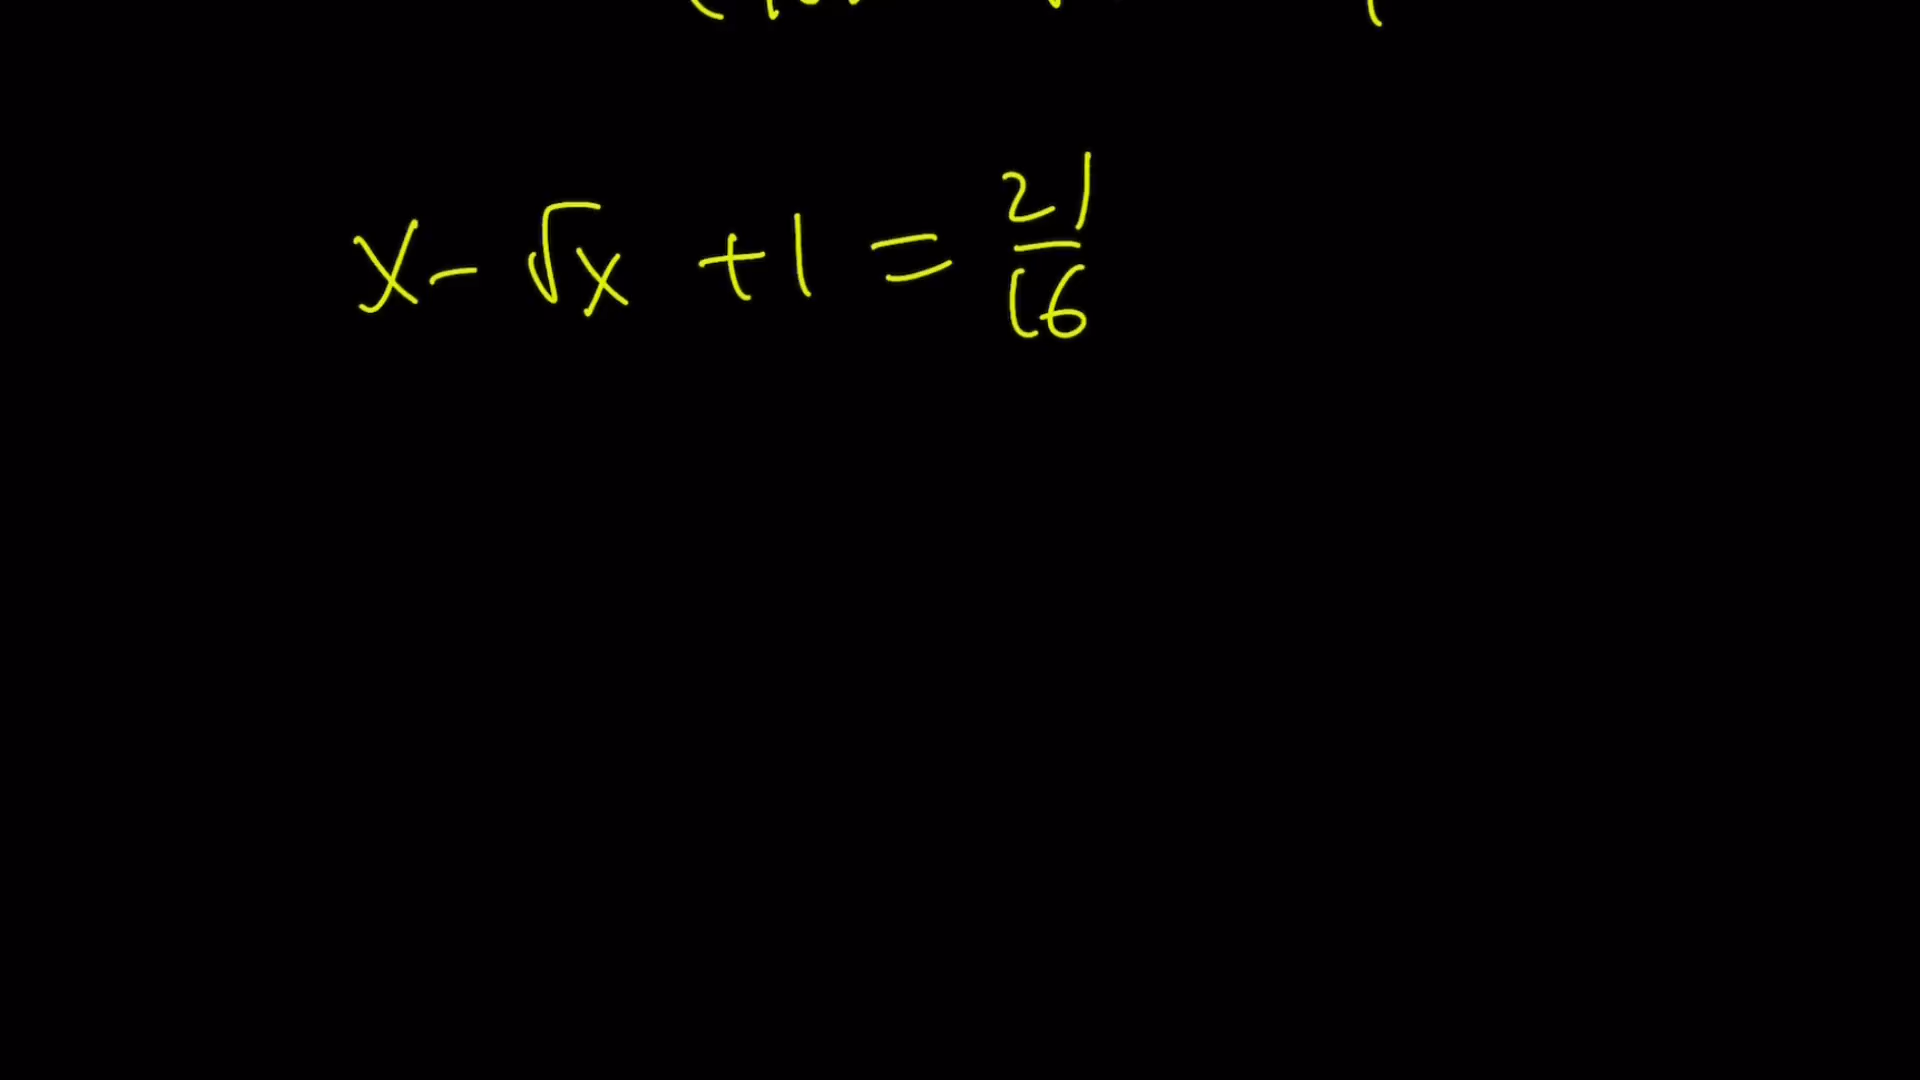 x - √x + 1 = 21/16